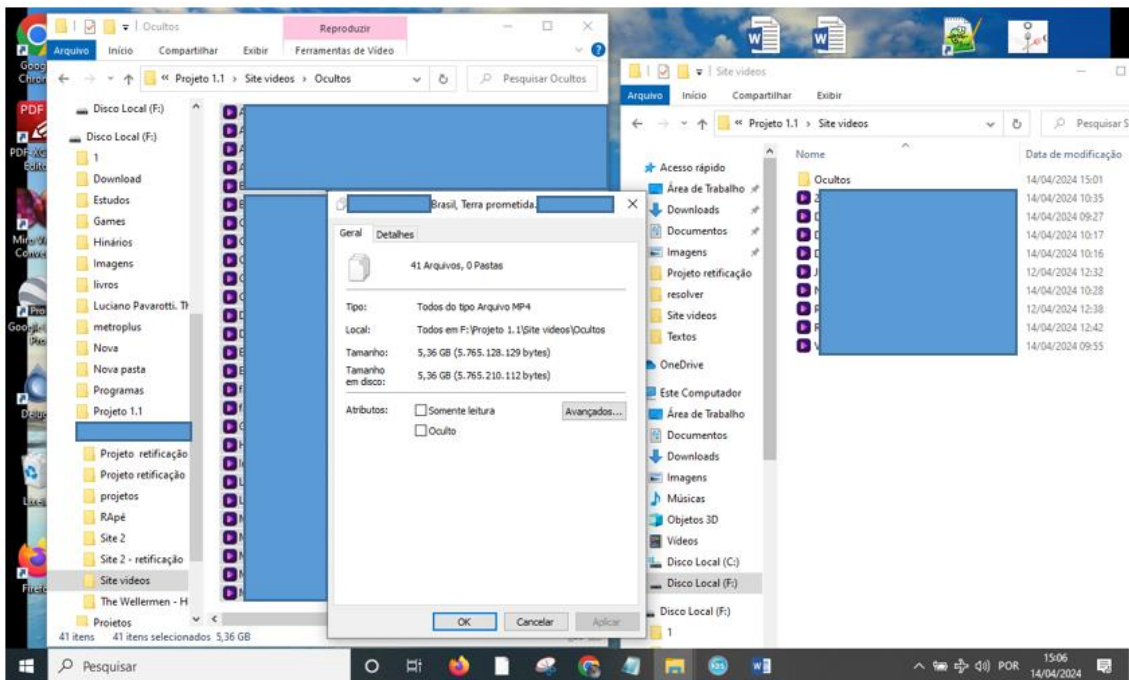 Ocultos
Reproduzir
Arquivo
Início
Compartilhar
Exibir
Ferramentas de Vídeo
« Projeto 1.1 › Site videos › Ocultos
Pesquisar Ocultos
Disco Local (F:)
Disco Local (F:)
1
Download
Estudos
Games
Hinários
Imagens
livros
Luciano Pavarotti. Th
metroplus
Nova
Nova pasta
Programas
Projeto 1.1
Projeto retificação
Projeto retificação
projetos
RApé
Site 2
Site 2 - retificação
Site videos
The Wellermen - H
Projetos
41 itens
41 itens selecionados 5,36 GB
Brasil, Terra prometida.
Geral
Detalhes
41 Arquivos, 0 Pastas
Tipo:
Todos do tipo Arquivo MP4
Local:
Todos em F:\Projeto 1.1\Site videos\Ocultos
Tamanho:
5,36 GB (5.765.128.129 bytes)
Tamanho
em disco:
5,36 GB (5.765.210.112 bytes)
Atributos:
Somente leitura
Avançados...
Oculto
OK
Cancelar
Aplicar
Site videos
Arquivo
Início
Compartilhar
Exibir
« Projeto 1.1 › Site videos
Pesquisar S
Acesso rápido
Área de Trabalho
Downloads
Documentos
Imagens
Projeto retificação
resolver
Site videos
Textos
OneDrive
Este Computador
Área de Trabalho
Documentos
Downloads
Imagens
Músicas
Objetos 3D
Vídeos
Disco Local (C:)
Disco Local (F:)
Disco Local (F:)
1
Nome
Data de modificação
Ocultos
14/04/2024 15:01
14/04/2024 10:35
14/04/2024 09:27
14/04/2024 10:17
14/04/2024 10:16
12/04/2024 12:32
14/04/2024 10:28
12/04/2024 12:38
14/04/2024 12:42
14/04/2024 09:55
Pesquisar
POR
15:06
14/04/2024